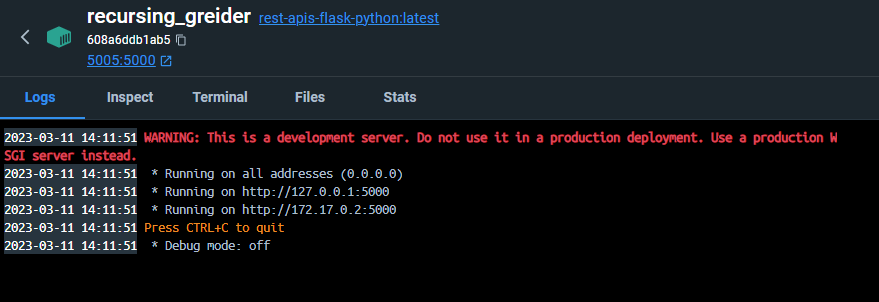 recursing_greider rest-apis-flask-python:latest
608a6ddb1ab5
5005:5000
Logs Inspect Terminal Files Stats
2023-03-11 14:11:51 WARNING: This is a development server. Do not use it in a production deployment. Use a production W
SGI server instead.
2023-03-11 14:11:51  * Running on all addresses (0.0.0.0)
2023-03-11 14:11:51  * Running on http://127.0.0.1:5000
2023-03-11 14:11:51  * Running on http://172.17.0.2:5000
2023-03-11 14:11:51 Press CTRL+C to quit
2023-03-11 14:11:51  * Debug mode: off